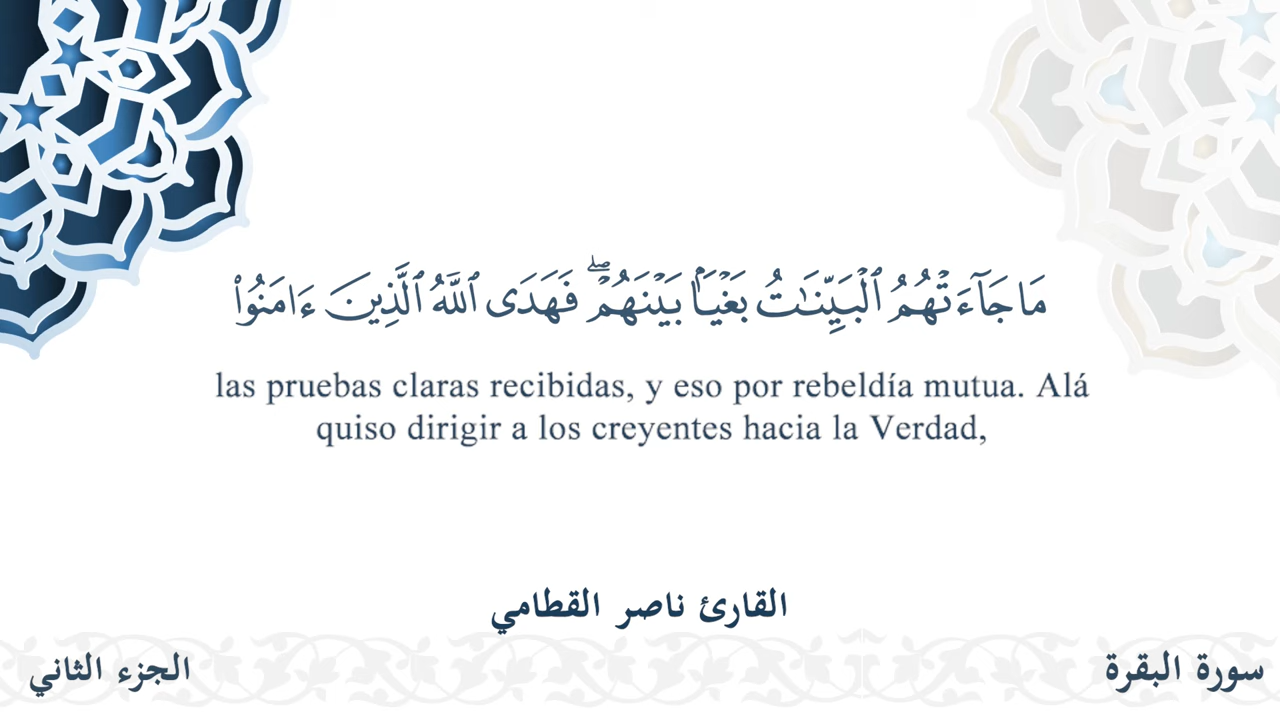 مَا جَآءَتْهُمُ ٱلْبَيِّنَـٰتُ بَغْيًۢا بَيْنَهُمْ ۖ فَهَدَى ٱللَّهُ ٱلَّذِينَ ءَامَنُوا۟
las pruebas claras recibidas, y eso por rebeldía mutua. Alá
quiso dirigir a los creyentes hacia la Verdad,
القارئ ناصر القطامي
سورة البقرة
الجزء الثاني